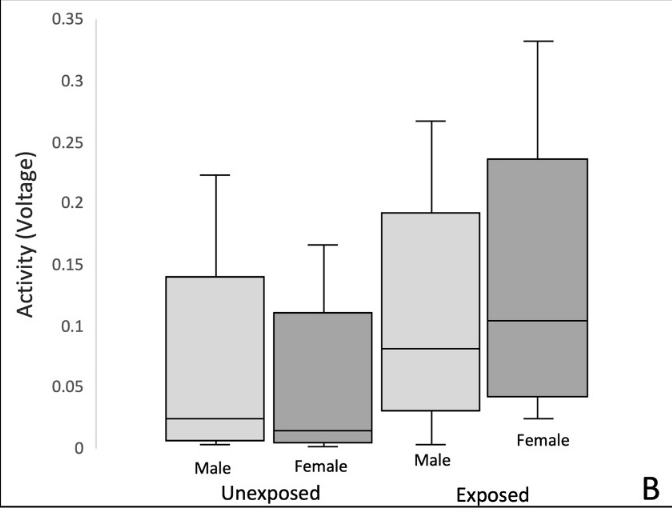 Activity (Voltage)
0.35
0.3
0.25
0.2
0.15
0.1
0.05
0
Male
Female
Male
Female
Unexposed
Exposed
B